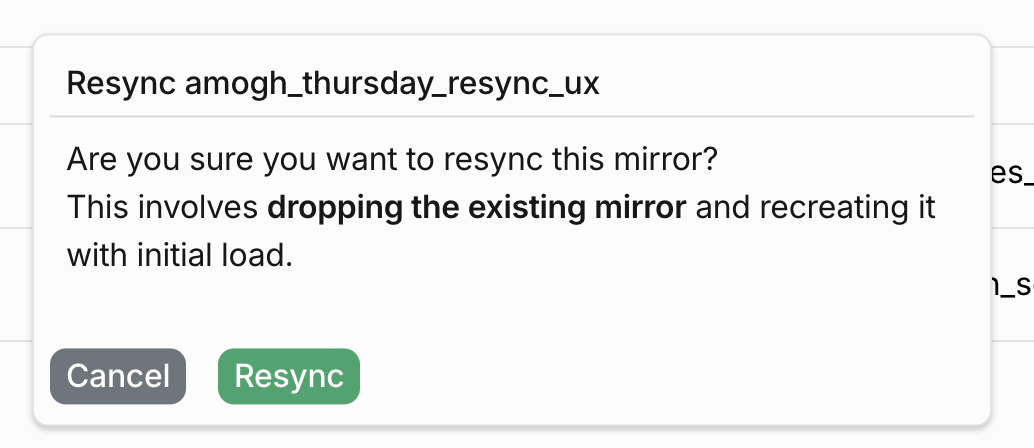 Resync amogh_thursday_resync_ux
Are you sure you want to resync this mirror?
This involves dropping the existing mirror and recreating it
with initial load.
es_
Cancel Resync